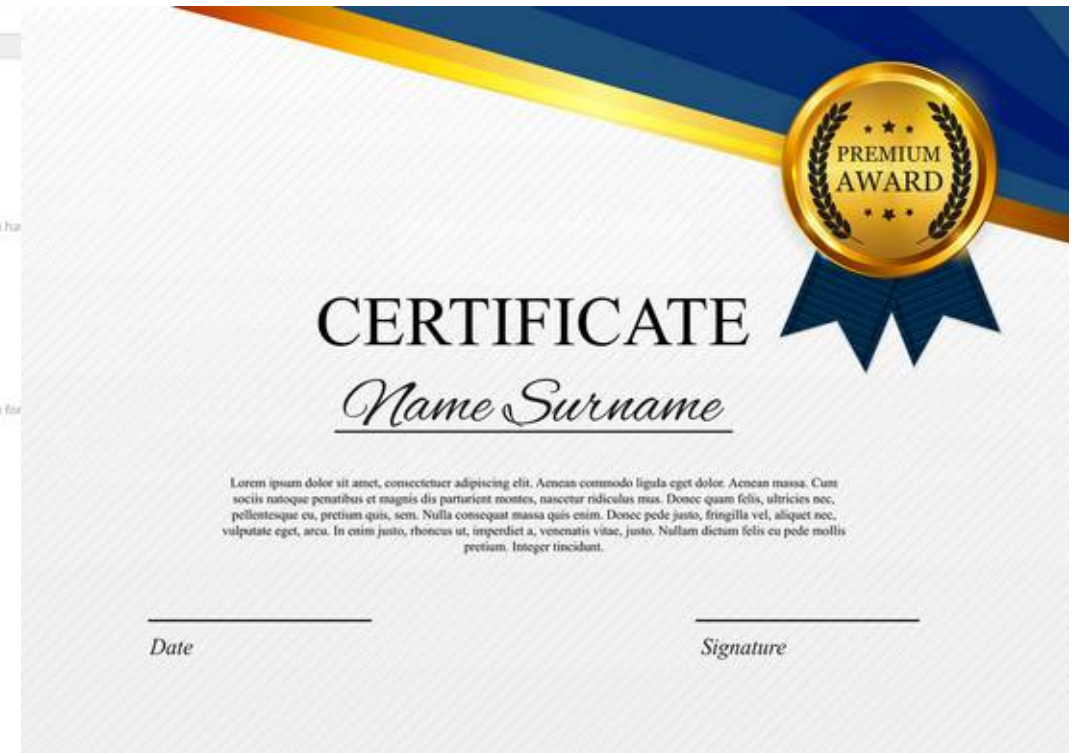 PREMIUM
AWARD
CERTIFICATE
Name Surname
Lorem ipsum dolor sit amet, consectetuer adipiscing elit. Aenean commodo ligula eget dolor. Aenean massa. Cum
sociis natoque penatibus et magnis dis parturient montes, nascetur ridiculus mus. Donec quam felis, ultricies nec,
pellentesque eu, pretium quis, sem. Nulla consequat massa quis enim. Donec pede justo, fringilla vel, aliquet nec,
vulputate eget, arcu. In enim justo, rhoncus ut, imperdiet a, venenatis vitae, justo. Nullam dictum felis eu pede mollis
pretium. Integer tincidunt.
Date
Signature